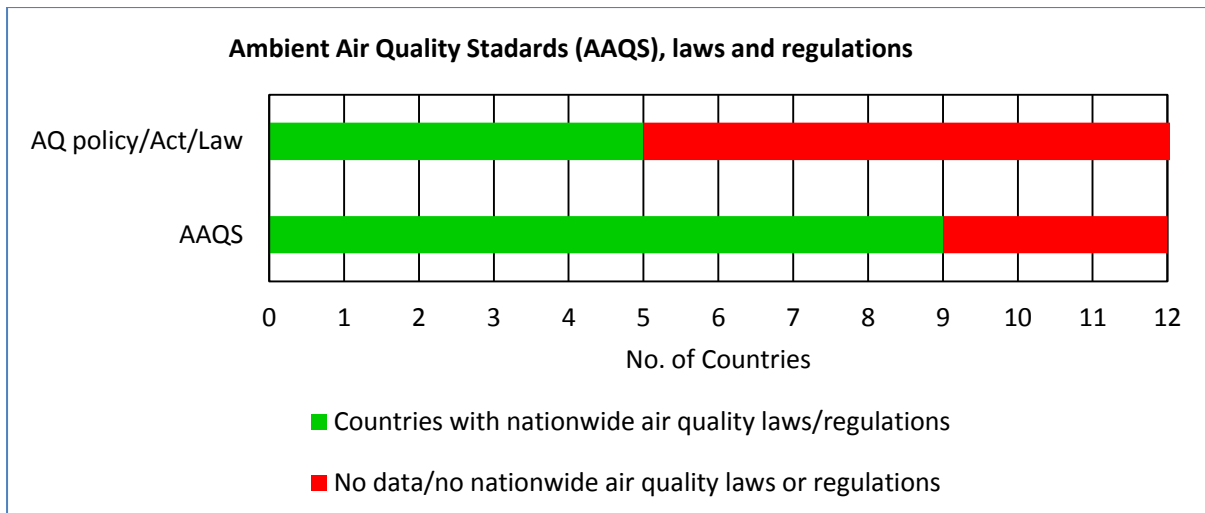 Ambient Air Quality Stadards (AAQS), laws and regulations
AQ policy/Act/Law
AAQS
0 1 2 3 4 5 6 7 8 9 10 11 12
No. of Countries
Countries with nationwide air quality laws/regulations
No data/no nationwide air quality laws or regulations